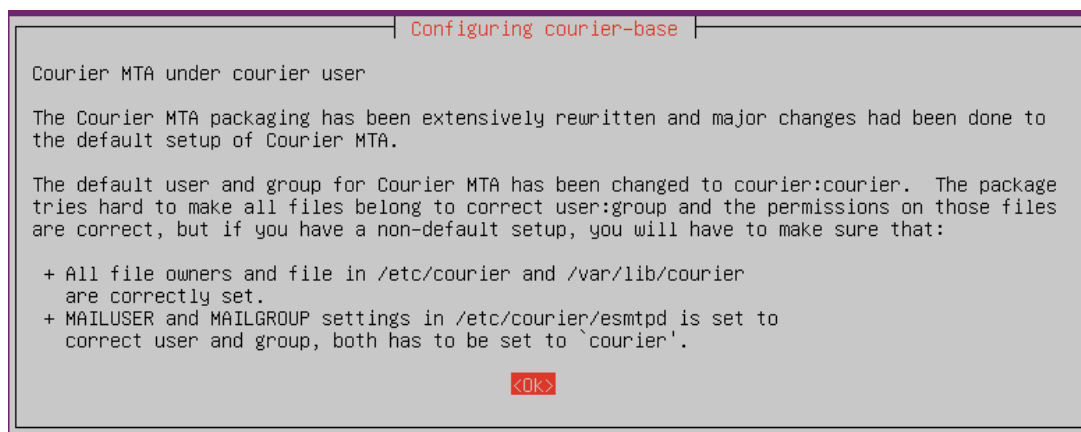 Configuring courier-base
Courier MTA under courier user
The Courier MTA packaging has been extensively rewritten and major changes had been done to
the default setup of Courier MTA.
The default user and group for Courier MTA has been changed to courier:courier.  The package
tries hard to make all files belong to correct user:group and the permissions on those files
are correct, but if you have a non-default setup, you will have to make sure that:
+ All file owners and file in /etc/courier and /var/lib/courier
are correctly set.
+ MAILUSER and MAILGROUP settings in /etc/courier/esmtpd is set to
correct user and group, both has to be set to `courier'.
<Ok>